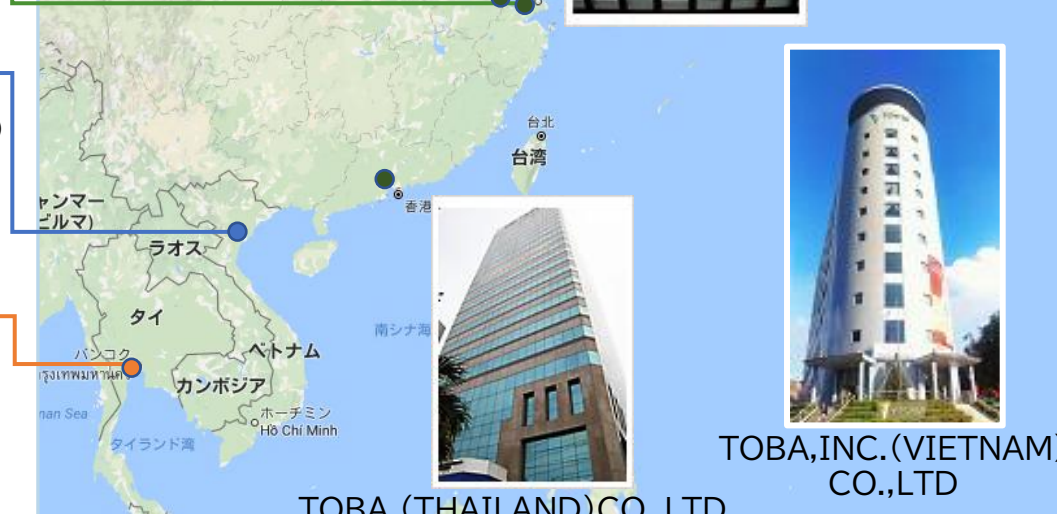 台北
台湾
香港
ャンマー
ビルマ)
ラオス
タイ
南シナ海
バンコク
ベトナム
カンボジア
ホーチミン
Hồ Chí Minh
nan Sea
タイランド湾
TOBA,INC.(VIETNAM)
CO.,LTD
TOBA (THAILAND)CO.,LTD